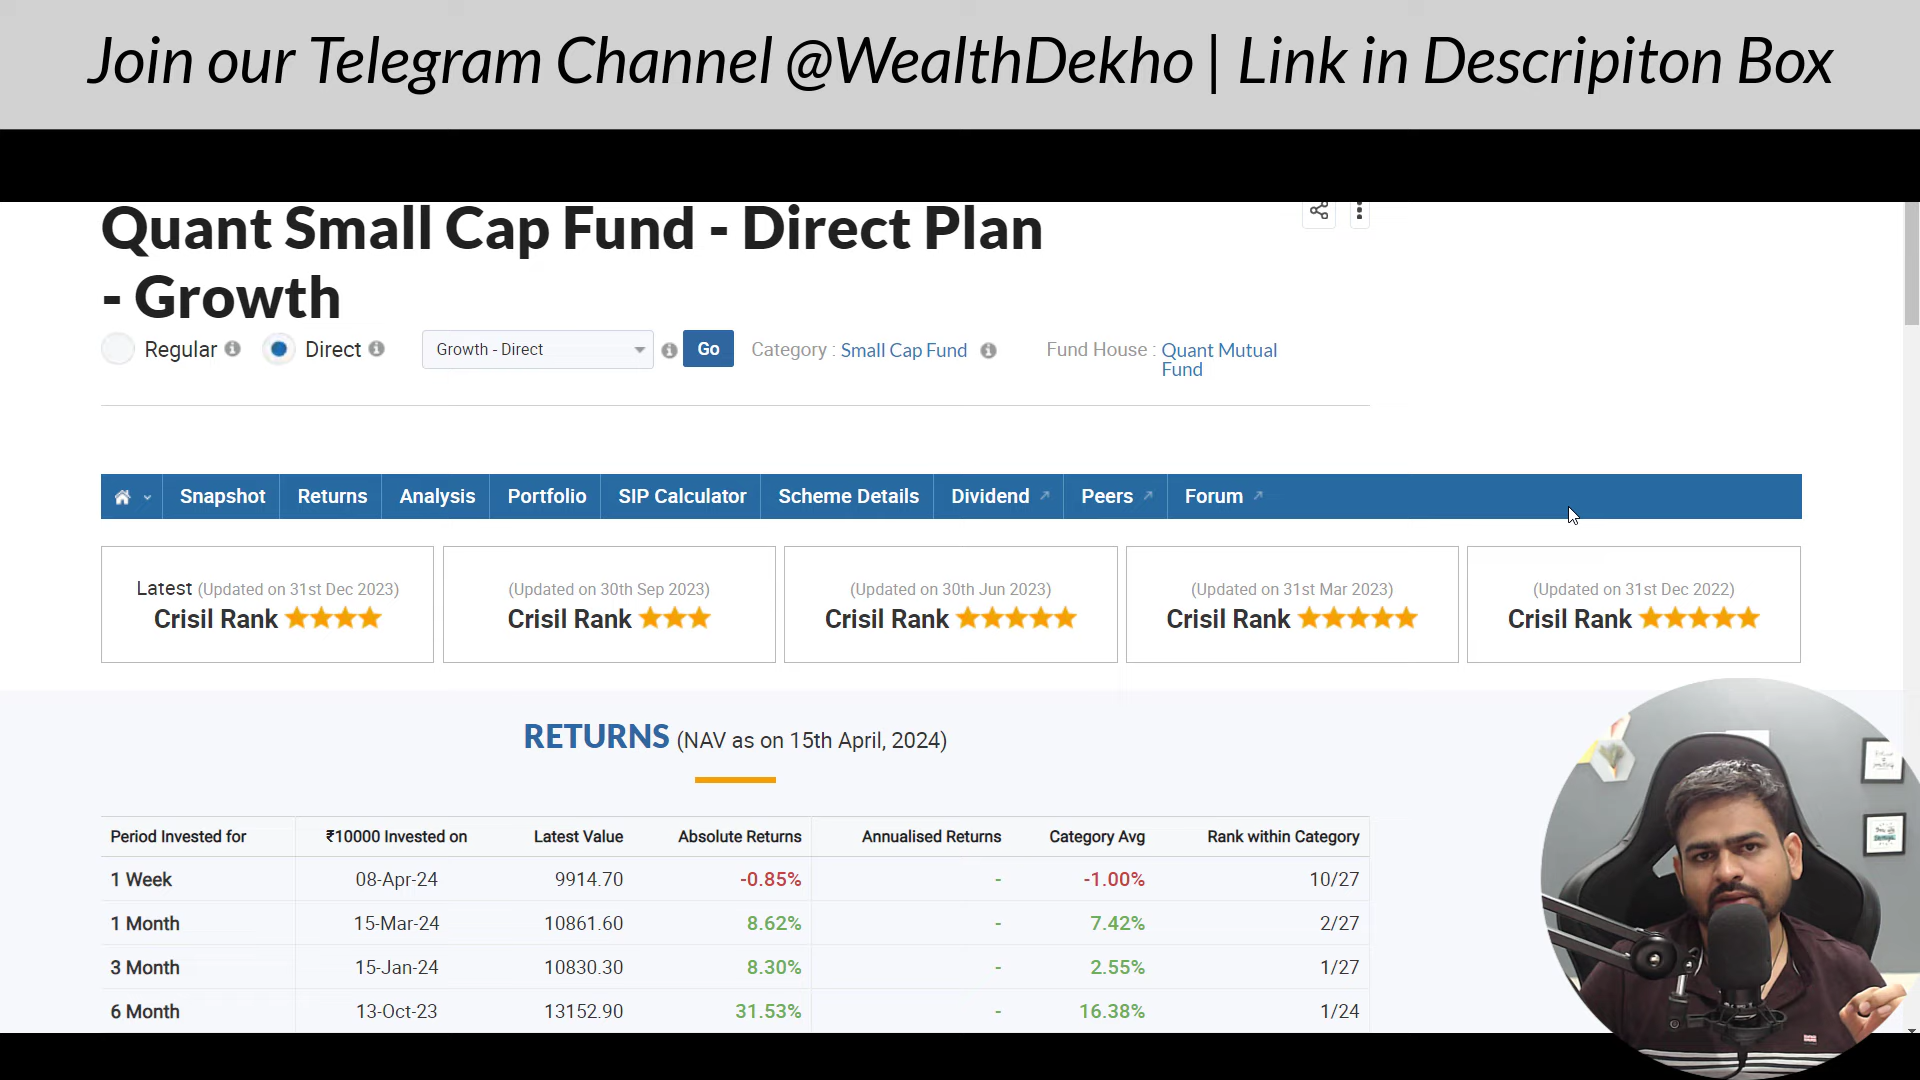 Join our Telegram Channel @WealthDekho | Link in Descripiton Box
Quant Small Cap Fund - Direct Plan
- Growth
Regular Direct Growth - Direct Go Category : Small Cap Fund Fund House : Quant Mutual
Fund
Snapshot Returns Analysis Portfolio SIP Calculator Scheme Details Dividend Peers Forum
Latest (Updated on 31st Dec 2023) (Updated on 30th Sep 2023) (Updated on 30th Jun 2023) (Updated on 31st Mar 2023) (Updated on 31st Dec 2022)
Crisil Rank Crisil Rank Crisil Rank Crisil Rank Crisil Rank
RETURNS (NAV as on 15th April, 2024)
Period Invested for ₹10000 Invested on Latest Value Absolute Returns Annualised Returns Category Avg Rank within Category
1 Week 08-Apr-24 9914.70 -0.85% - -1.00% 10/27
1 Month 15-Mar-24 10861.60 8.62% - 7.42% 2/27
3 Month 15-Jan-24 10830.30 8.30% - 2.55% 1/27
6 Month 13-Oct-23 13152.90 31.53% - 16.38% 1/24